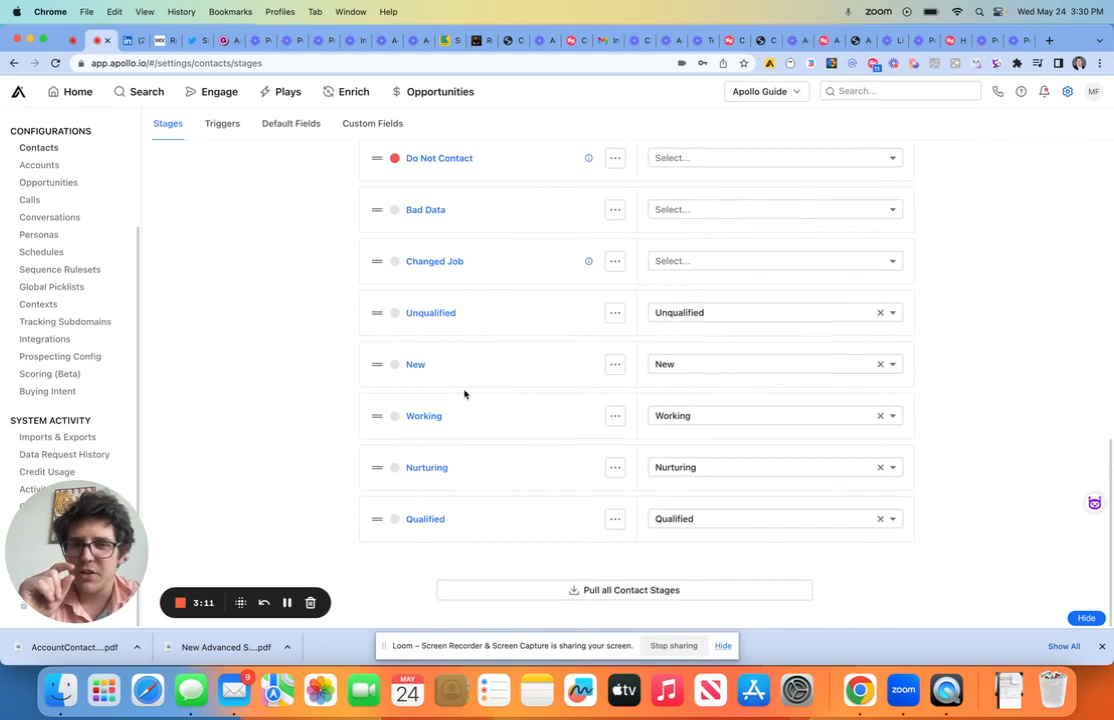 Chrome File Edit View History Bookmarks Profiles Tab Window Help zoom Wed May 24 3:30 PM
app.apollo.io/#/settings/contacts/stages
Home Search Engage Plays Enrich Opportunities Apollo Guide Search... MF
CONFIGURATIONS
Contacts
Accounts
Opportunities
Calls
Conversations
Personas
Schedules
Sequence Rulesets
Global Picklists
Contexts
Tracking Subdomains
Integrations
Prospecting Config
Scoring (Beta)
Buying Intent
SYSTEM ACTIVITY
Imports & Exports
Data Request History
Credit Usage
Stages Triggers Default Fields Custom Fields
Do Not Contact Select...
Bad Data Select...
Changed Job Select...
Unqualified Unqualified
New New
Working Working
Nurturing Nurturing
Qualified Qualified
Pull all Contact Stages
3:11
Hide
AccountContact....pdf New Advanced S....pdf Loom – Screen Recorder & Screen Capture is sharing your screen. Stop sharing Hide Show All
9
MAY
24
tv
zoom